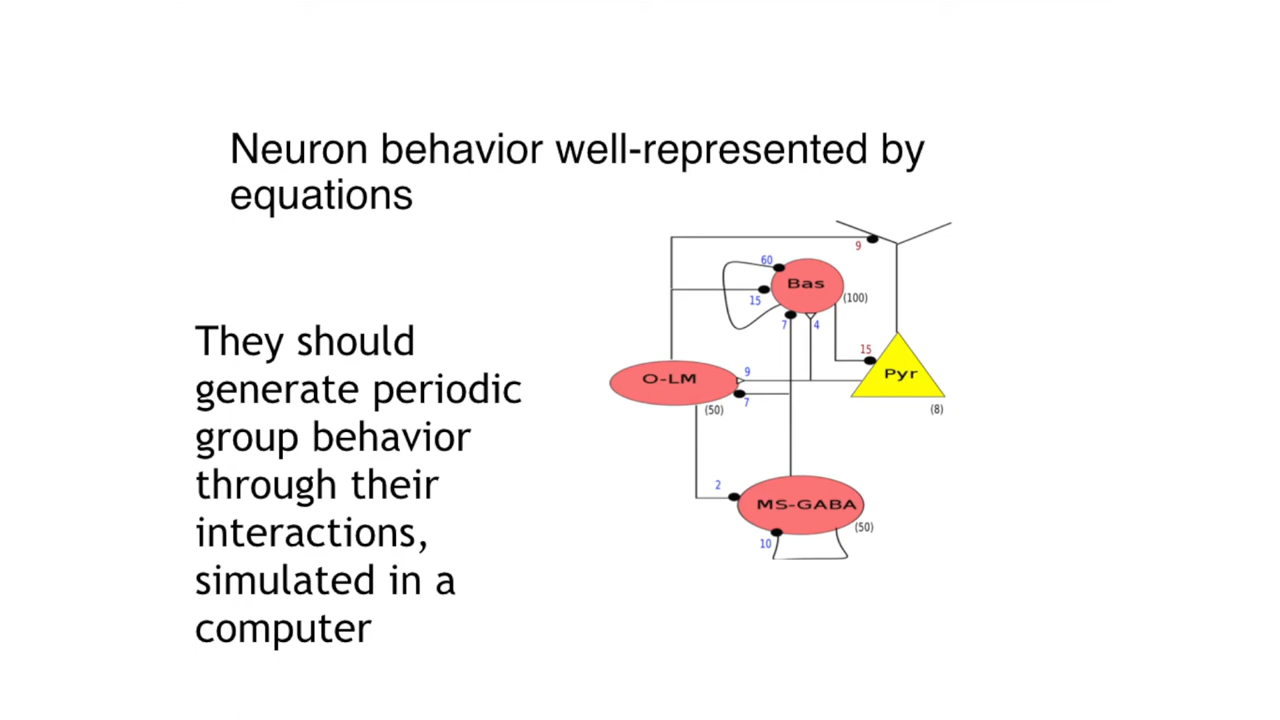 Neuron behavior well-represented by
equations
They should
generate periodic
group behavior
through their
interactions,
simulated in a
computer
9
60
Bas
15
(100)
7
4
15
O-LM
9
Pyr
7
(50)
(8)
2
MS-GABA
(50)
10